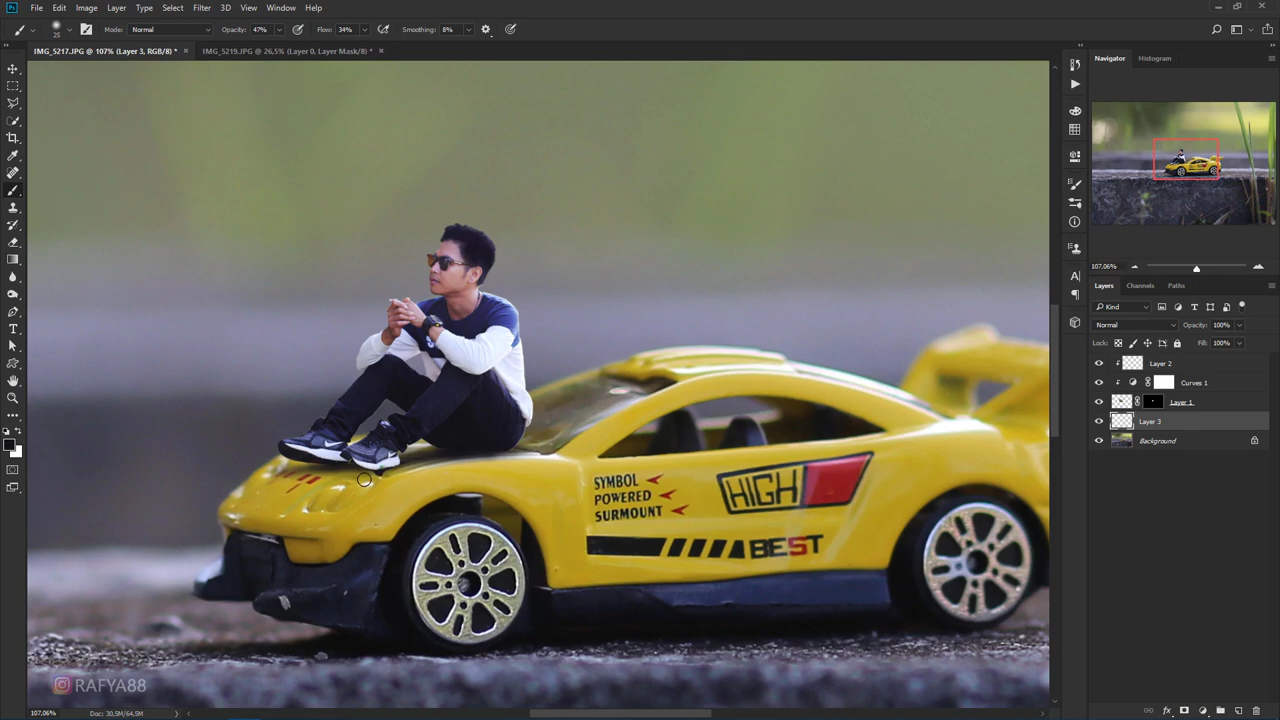 File Edit Image Layer Type Select Filter 3D View Window Help
25 Mode: Normal Opacity: 47% Flow: 34% Smoothing: 8%
IMG_5217.JPG @ 107% (Layer 3, RGB/8) * × IMG_5219.JPG @ 26,5% (Layer 0, Layer Mask/8) * ×
Navigator Histogram
107,06%
Layers Channels Paths
Kind
Normal Opacity: 100%
Lock: Fill: 100%
Layer 2
Curves 1
Layer 1
Layer 3
Background
SYMBOL
POWERED
SURMOUNT
HIGH
BEST
RAFYA88
107,06% Doc: 30,5M/64,5M